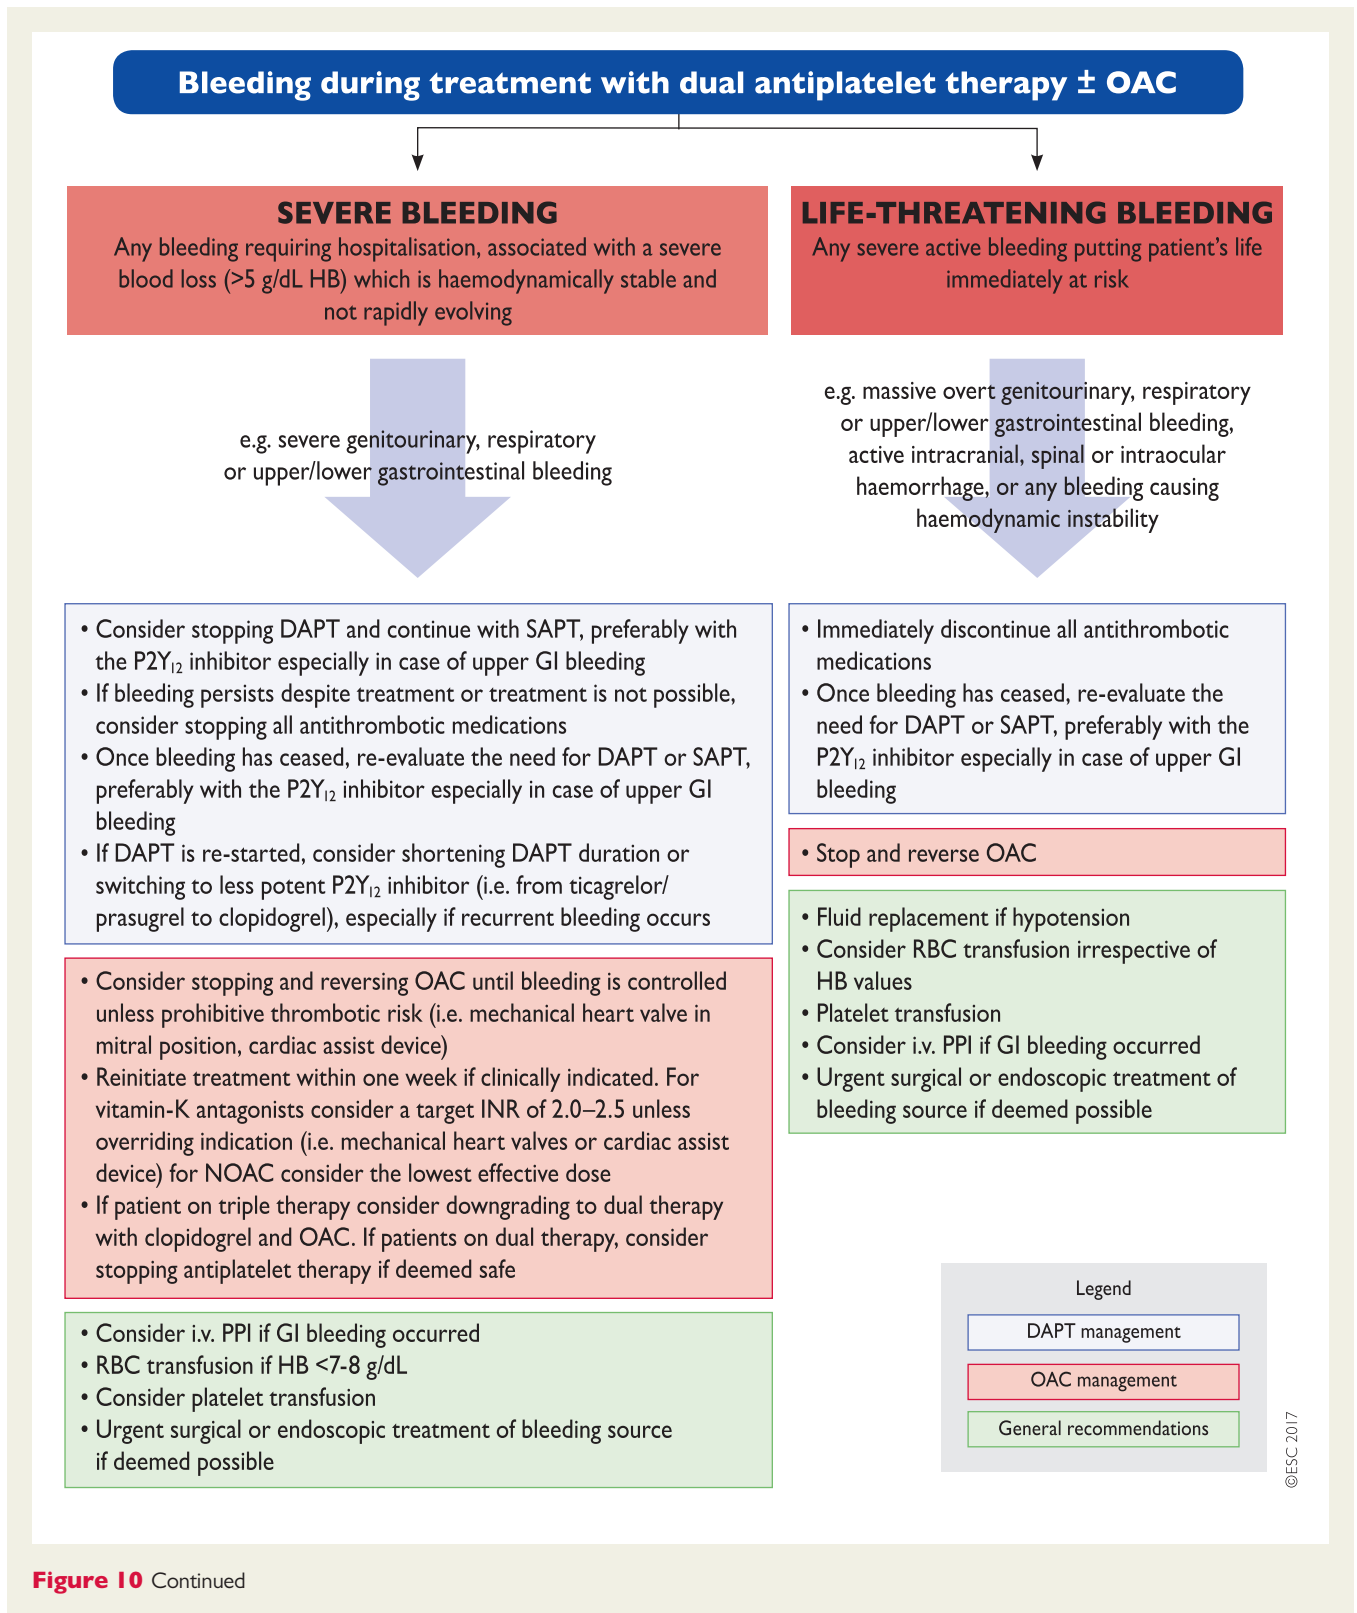 Bleeding during treatment with dual antiplatelet therapy ± OAC
SEVERE BLEEDING
Any bleeding requiring hospitalisation, associated with a severe
blood loss (>5 g/dL HB) which is haemodynamically stable and
not rapidly evolving
e.g. severe genitourinary, respiratory
or upper/lower gastrointestinal bleeding
• Consider stopping DAPT and continue with SAPT, preferably with
the P2Y₁₂ inhibitor especially in case of upper GI bleeding
• If bleeding persists despite treatment or treatment is not possible,
consider stopping all antithrombotic medications
• Once bleeding has ceased, re-evaluate the need for DAPT or SAPT,
preferably with the P2Y₁₂ inhibitor especially in case of upper GI
bleeding
• If DAPT is re-started, consider shortening DAPT duration or
switching to less potent P2Y₁₂ inhibitor (i.e. from ticagrelor/
prasugrel to clopidogrel), especially if recurrent bleeding occurs
• Consider stopping and reversing OAC until bleeding is controlled
unless prohibitive thrombotic risk (i.e. mechanical heart valve in
mitral position, cardiac assist device)
• Reinitiate treatment within one week if clinically indicated. For
vitamin-K antagonists consider a target INR of 2.0–2.5 unless
overriding indication (i.e. mechanical heart valves or cardiac assist
device) for NOAC consider the lowest effective dose
• If patient on triple therapy consider downgrading to dual therapy
with clopidogrel and OAC. If patients on dual therapy, consider
stopping antiplatelet therapy if deemed safe
• Consider i.v. PPI if GI bleeding occurred
• RBC transfusion if HB <7-8 g/dL
• Consider platelet transfusion
• Urgent surgical or endoscopic treatment of bleeding source
if deemed possible
LIFE-THREATENING BLEEDING
Any severe active bleeding putting patient’s life
immediately at risk
e.g. massive overt genitourinary, respiratory
or upper/lower gastrointestinal bleeding,
active intracranial, spinal or intraocular
haemorrhage, or any bleeding causing
haemodynamic instability
• Immediately discontinue all antithrombotic
medications
• Once bleeding has ceased, re-evaluate the
need for DAPT or SAPT, preferably with the
P2Y₁₂ inhibitor especially in case of upper GI
bleeding
• Stop and reverse OAC
• Fluid replacement if hypotension
• Consider RBC transfusion irrespective of
HB values
• Platelet transfusion
• Consider i.v. PPI if GI bleeding occurred
• Urgent surgical or endoscopic treatment of
bleeding source if deemed possible
Legend
DAPT management
OAC management
General recommendations
©ESC 2017
Figure 10 Continued